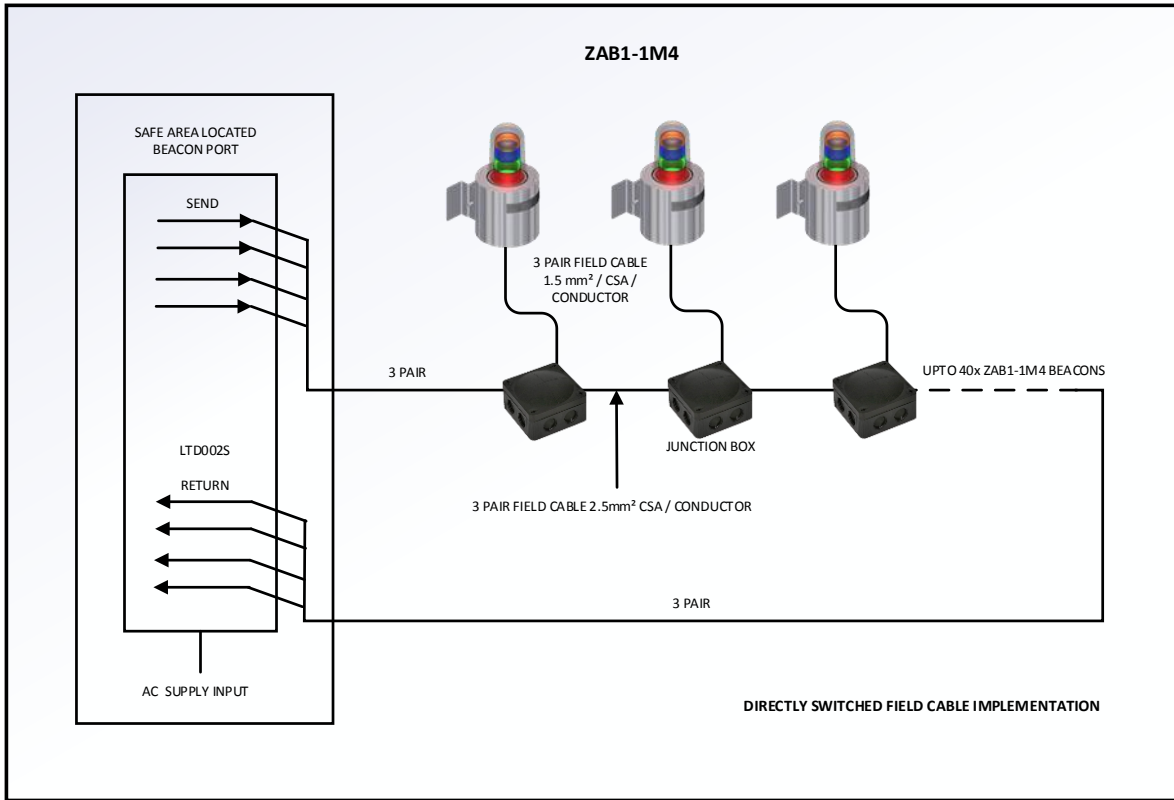 ZAB1-1M4
SAFE AREA LOCATED
BEACON PORT
SEND
3 PAIR FIELD CABLE
1.5 mm² / CSA /
CONDUCTOR
3 PAIR
UPTO 40x ZAB1-1M4 BEACONS
JUNCTION BOX
LTD002S
RETURN
3 PAIR FIELD CABLE 2.5mm² CSA / CONDUCTOR
3 PAIR
AC SUPPLY INPUT
DIRECTLY SWITCHED FIELD CABLE IMPLEMENTATION